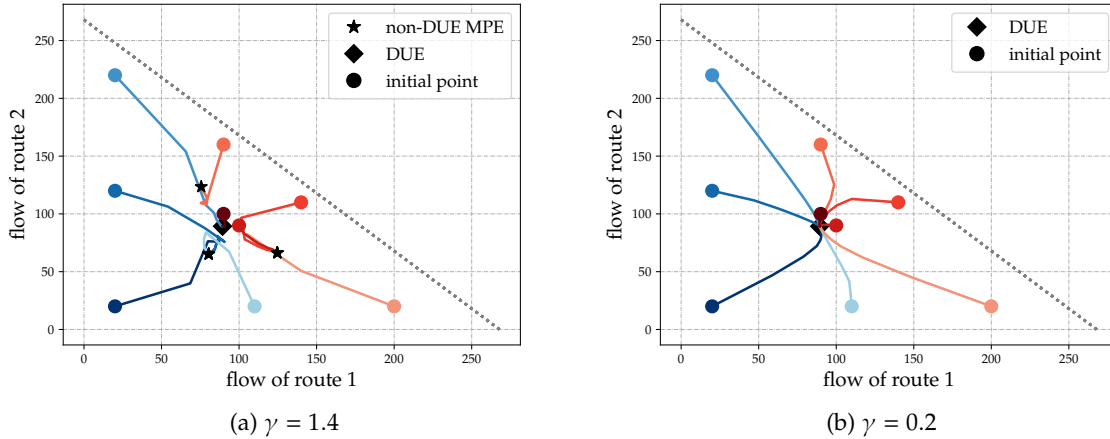 non-DUE MPE
DUE
initial point
250
200
150
100
50
0
flow of route 2
0 50 100 150 200 250
flow of route 1
(a) γ = 1.4
DUE
initial point
250
200
150
100
50
0
flow of route 2
0 50 100 150 200 250
flow of route 1
(b) γ = 0.2